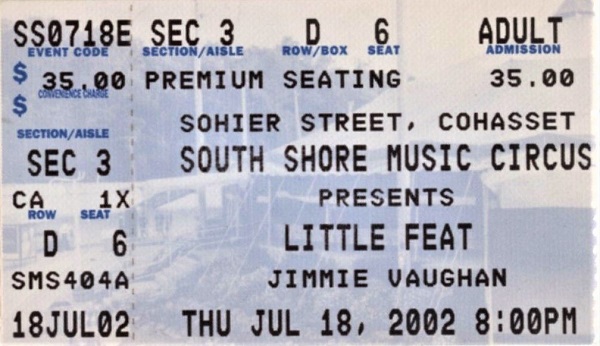 SS0718E SEC 3 D 6 ADULT
EVENT CODE SECTION/AISLE ROW/BOX SEAT ADMISSION
$ 35.00 PREMIUM SEATING 35.00
CONVENIENCE CHARGE
$
SOHIER STREET, COHASSET
SECTION/AISLE
SEC 3 SOUTH SHORE MUSIC CIRCUS
CA 1X PRESENTS
ROW SEAT
D 6 LITTLE FEAT
SMS404A JIMMIE VAUGHAN
18JUL02 THU JUL 18, 2002 8:00PM